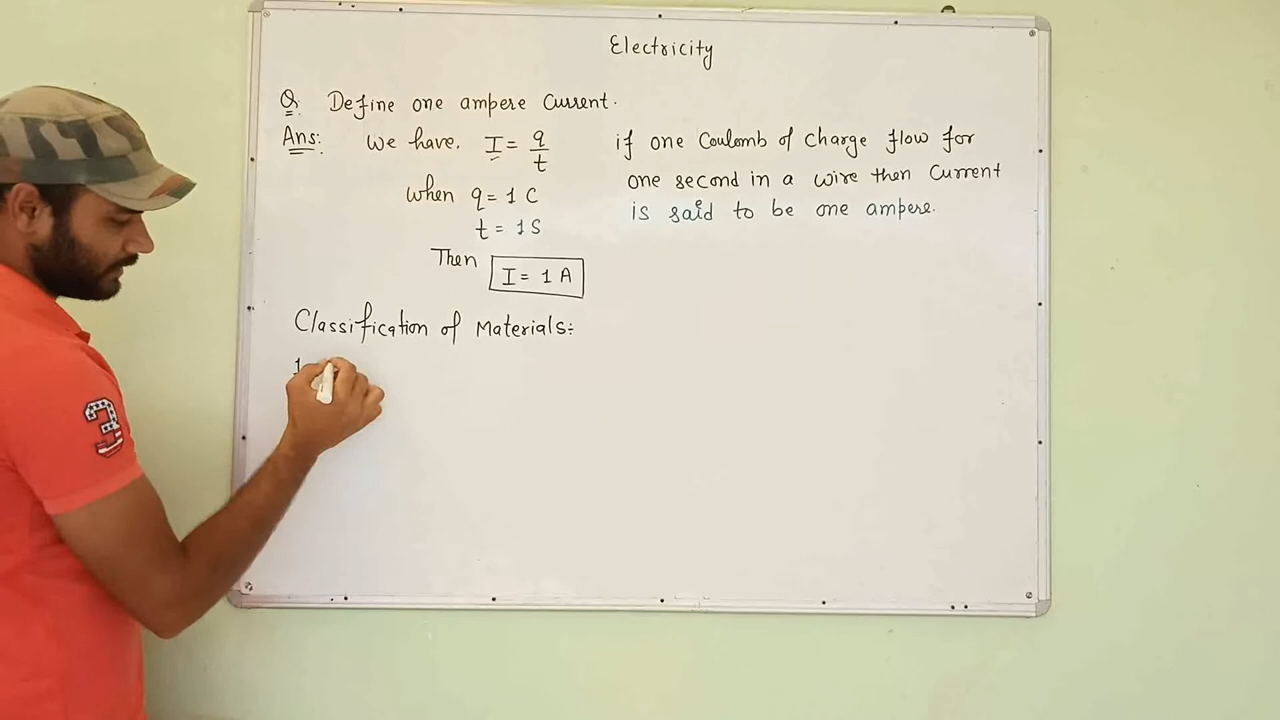 Electricity
Q. Define one ampere Current.
Ans: We have. I = q/t
when q = 1 C
t = 1 S
Then I = 1 A
if one Coulomb of Charge flow for
one second in a wire then Current
is said to be one ampere.
Classification of Materials:
1
3